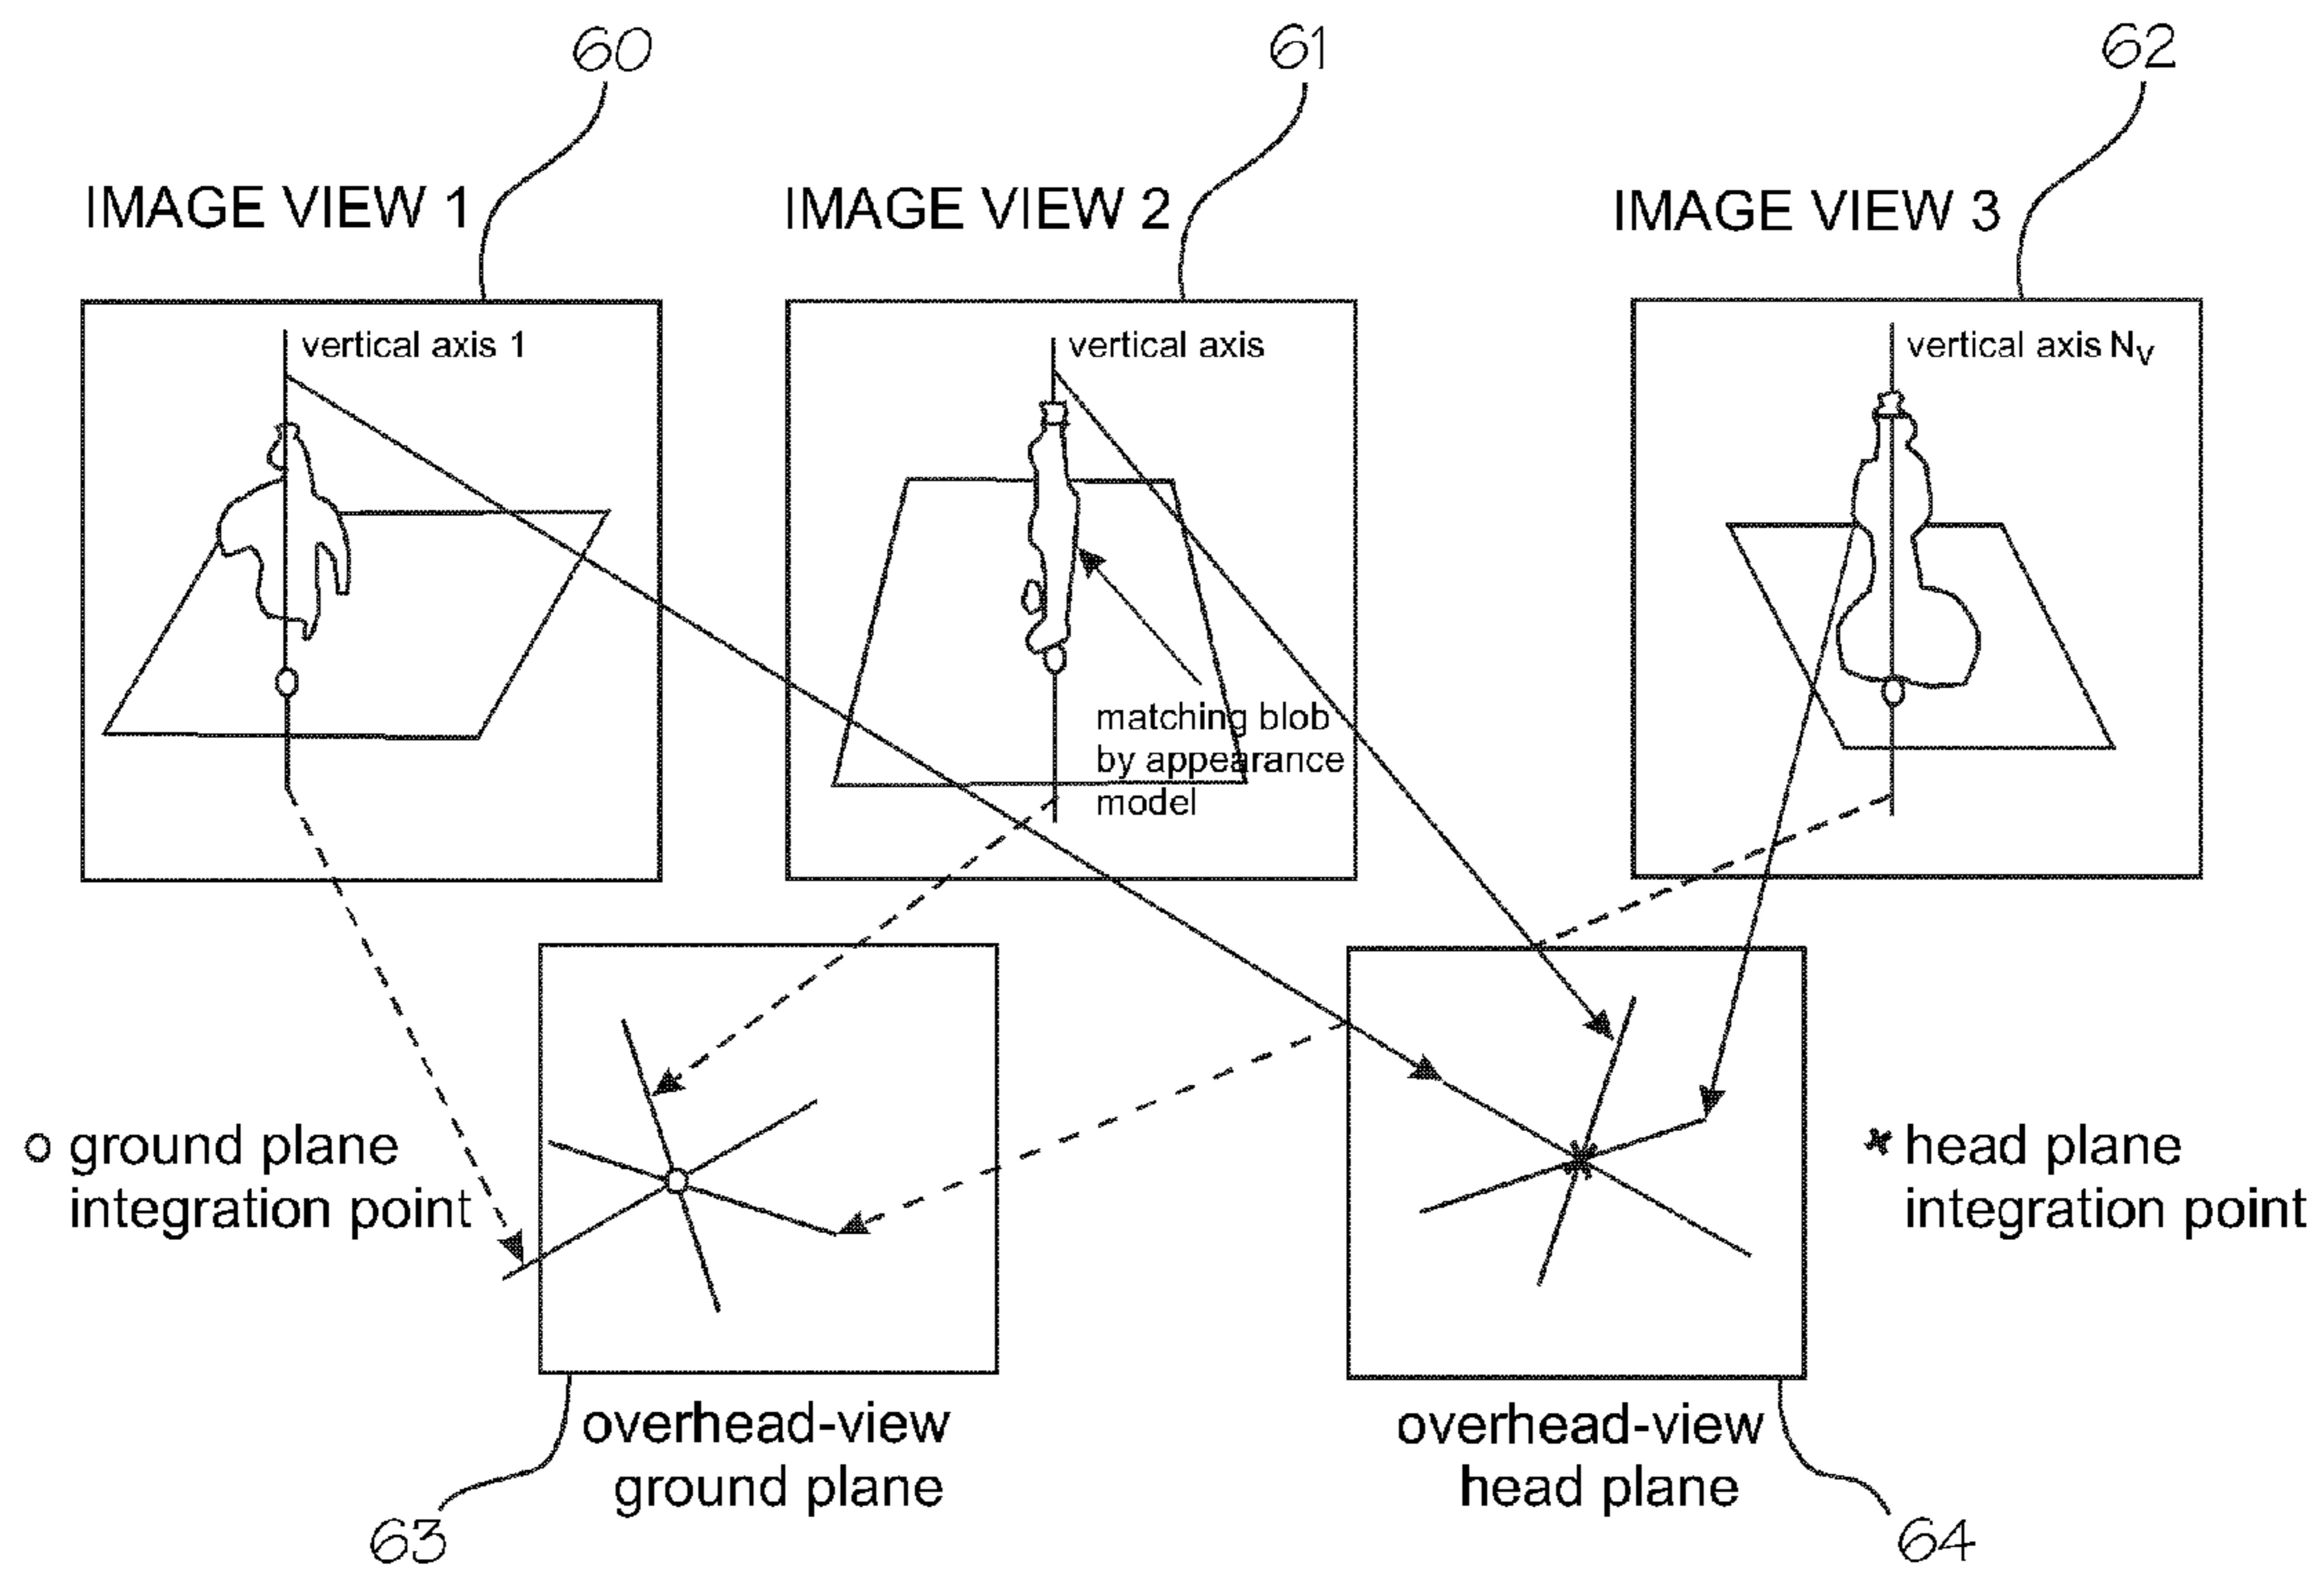 60
61
62
IMAGE VIEW 1
IMAGE VIEW 2
IMAGE VIEW 3
vertical axis 1
vertical axis
vertical axis NV
matching blob
by appearance
model
o ground plane
integration point
* head plane
integration point
overhead-view
ground plane
overhead-view
head plane
63
64